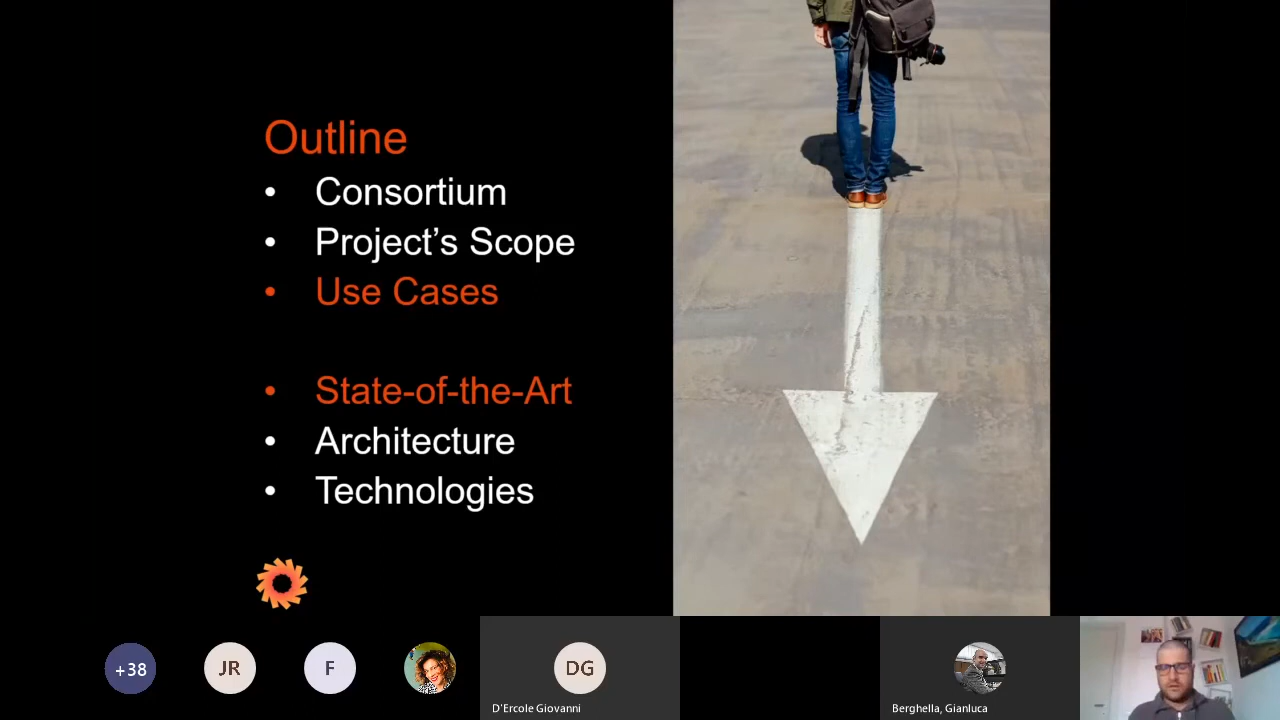 Outline
• Consortium
• Project’s Scope
• Use Cases
• State-of-the-Art
• Architecture
• Technologies
+38
JR
F
DG
D'Ercole Giovanni
Berghella, Gianluca